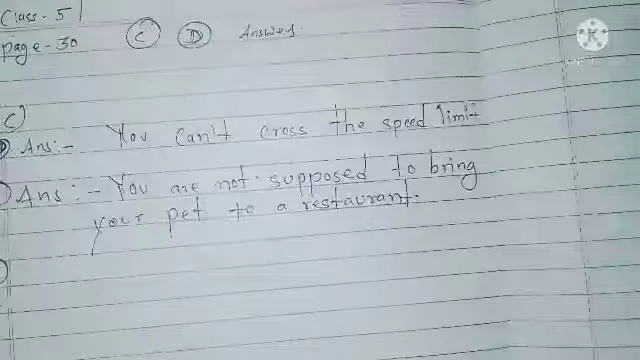 Class - 5
page - 30 C D Answers
C)
Ans:- You can't cross the speed limit
Ans:- You are not supposed to bring
your pet to a restaurant.
K